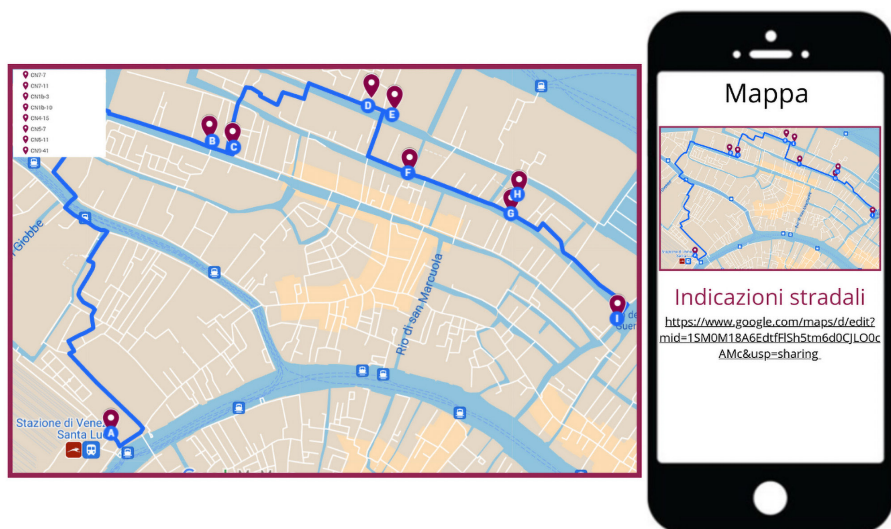 CN7-7
CN7-11
CN1B-3
CN1B-10
CN4-15
CN5-7
CN5-11
CN5-41
B
C
D
E
F
H
G
I
A
Giobbe
Rio di san Marcuola
Stazione di Vene
Santa Lu
Mappa
Indicazioni stradali
https://www.google.com/maps/d/edit?
mid=1SM0M18A6EdtfFlSh5tm6d0CJLO0c
AMc&usp=sharing